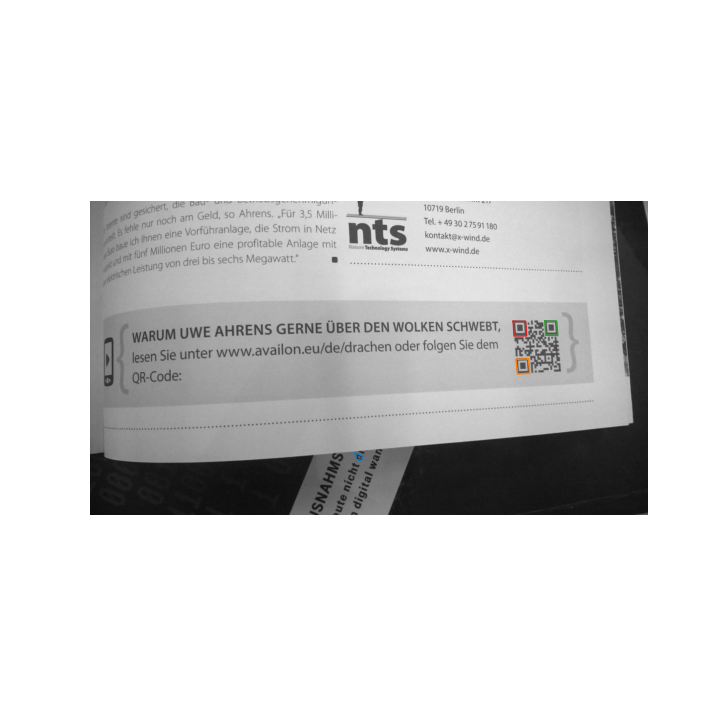 sind gesichert, die Bau- und
Es fehle nur noch am Geld, so Ahrens. „Für 3,5 Milli-
baue ich Ihnen eine Vorführanlage, die Strom in Netz
und mit fünf Millionen Euro eine profitable Anlage mit
Leistung von drei bis sechs Megawatt.“
10719 Berlin
Tel. + 49 30 2 75 91 180
kontakt@x-wind.de
www.x-wind.de
nts
Technology Systems
WARUM UWE AHRENS GERNE ÜBER DEN WOLKEN SCHWEBT,
lesen Sie unter www.availon.eu/de/drachen oder folgen Sie dem
QR-Code:
nicht
digital